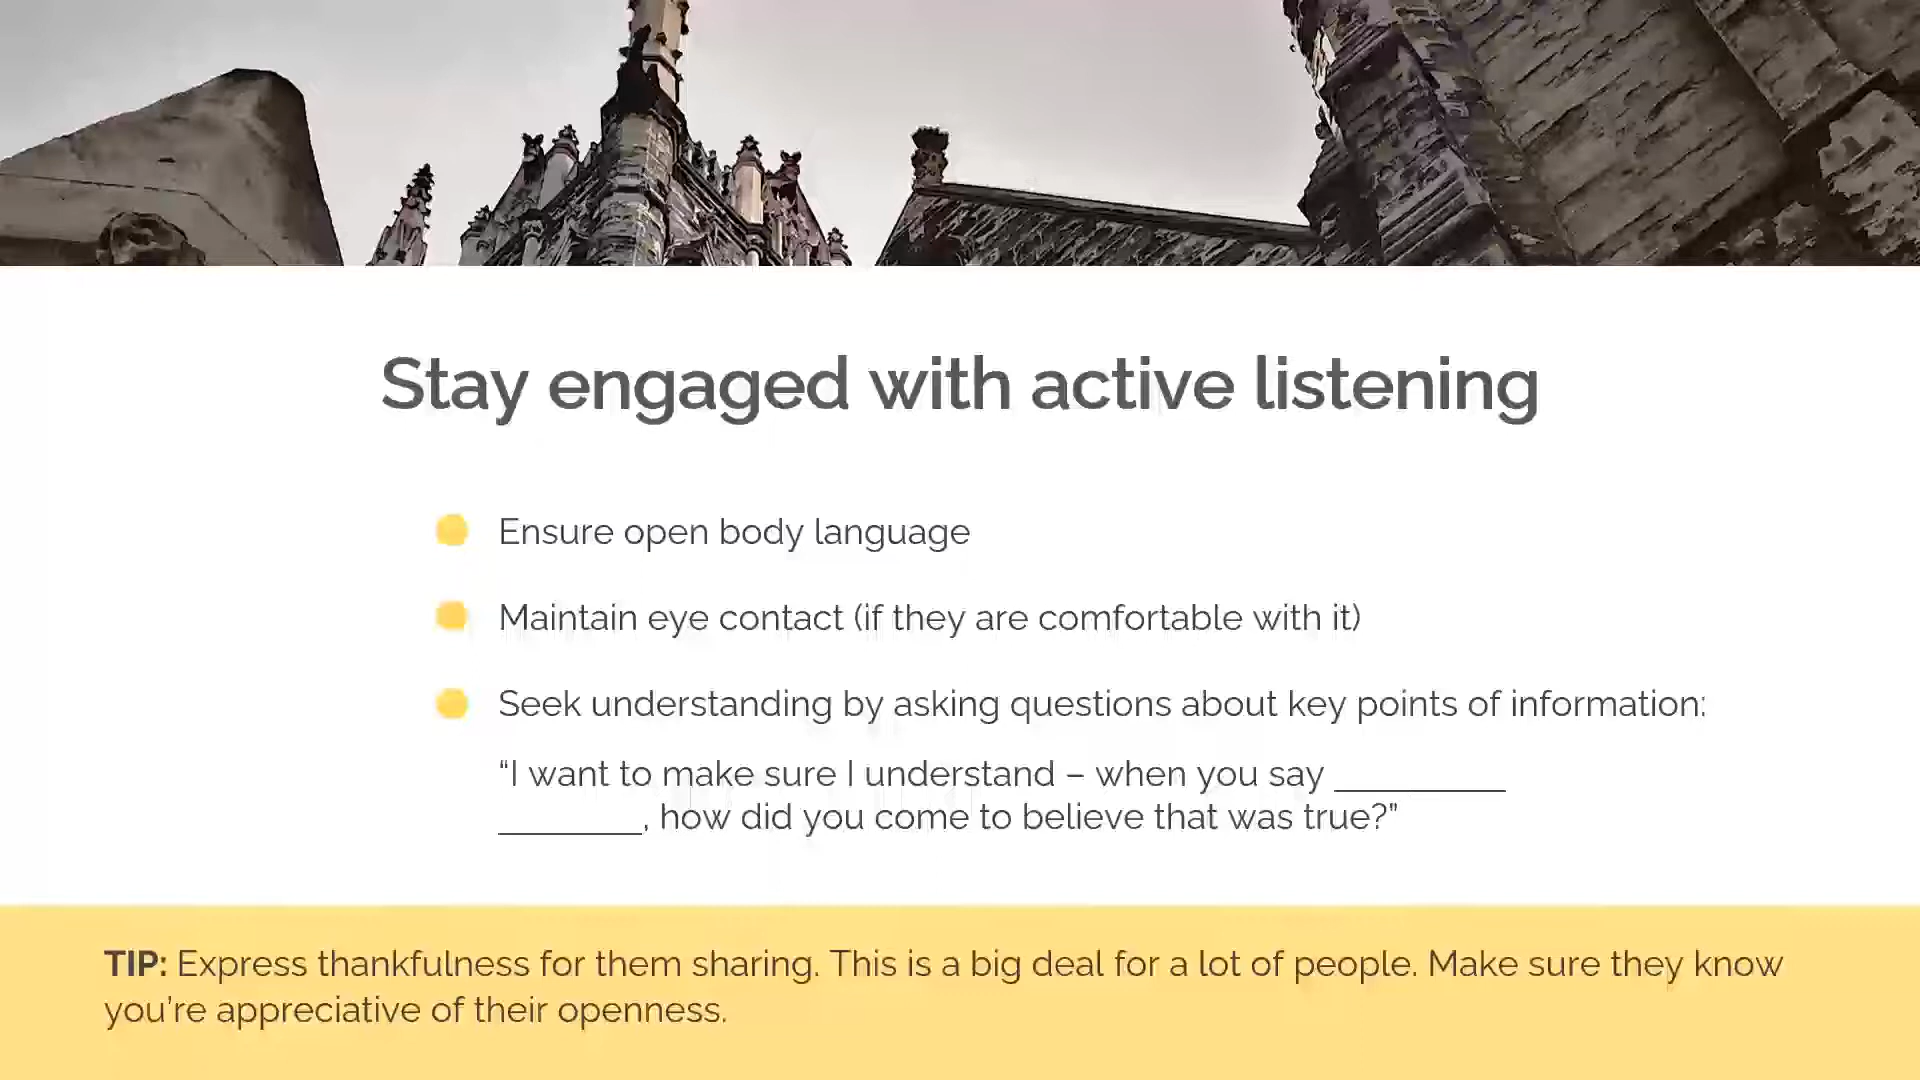 Stay engaged with active listening
Ensure open body language
Maintain eye contact (if they are comfortable with it)
Seek understanding by asking questions about key points of information:
“I want to make sure I understand – when you say _________
________, how did you come to believe that was true?”
TIP: Express thankfulness for them sharing. This is a big deal for a lot of people. Make sure they know
you’re appreciative of their openness.